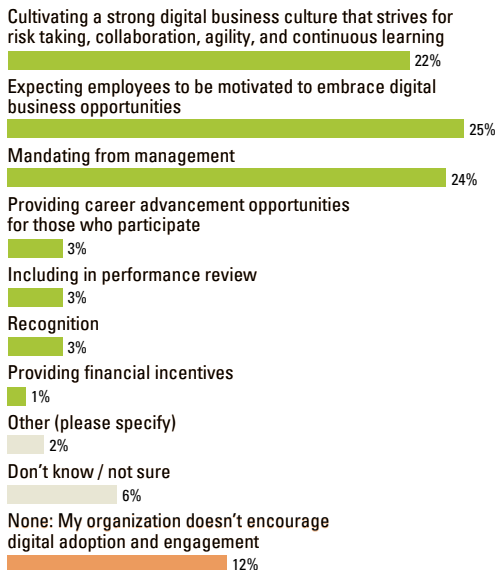 Cultivating a strong digital business culture that strives for
risk taking, collaboration, agility, and continuous learning
22%
Expecting employees to be motivated to embrace digital
business opportunities
25%
Mandating from management
24%
Providing career advancement opportunities
for those who participate
3%
Including in performance review
3%
Recognition
3%
Providing financial incentives
1%
Other (please specify)
2%
Don’t know / not sure
6%
None: My organization doesn’t encourage
digital adoption and engagement
12%